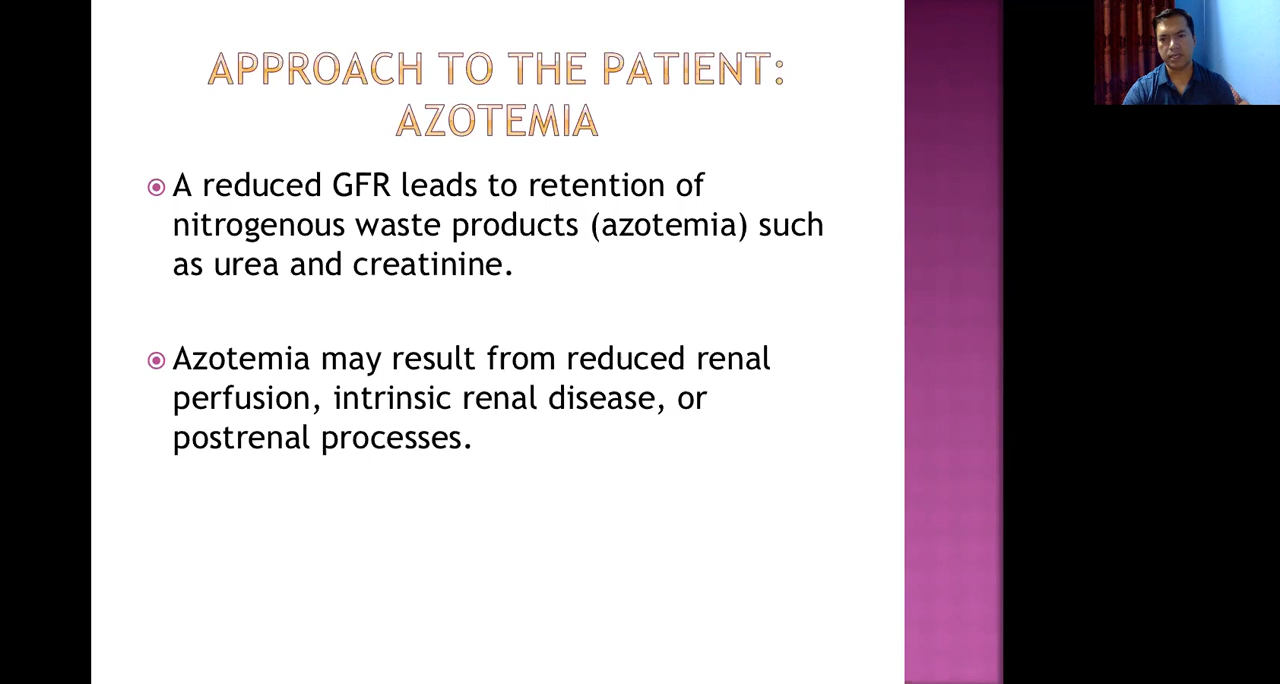 APPROACH TO THE PATIENT:
AZOTEMIA
A reduced GFR leads to retention of
nitrogenous waste products (azotemia) such
as urea and creatinine.
Azotemia may result from reduced renal
perfusion, intrinsic renal disease, or
postrenal processes.